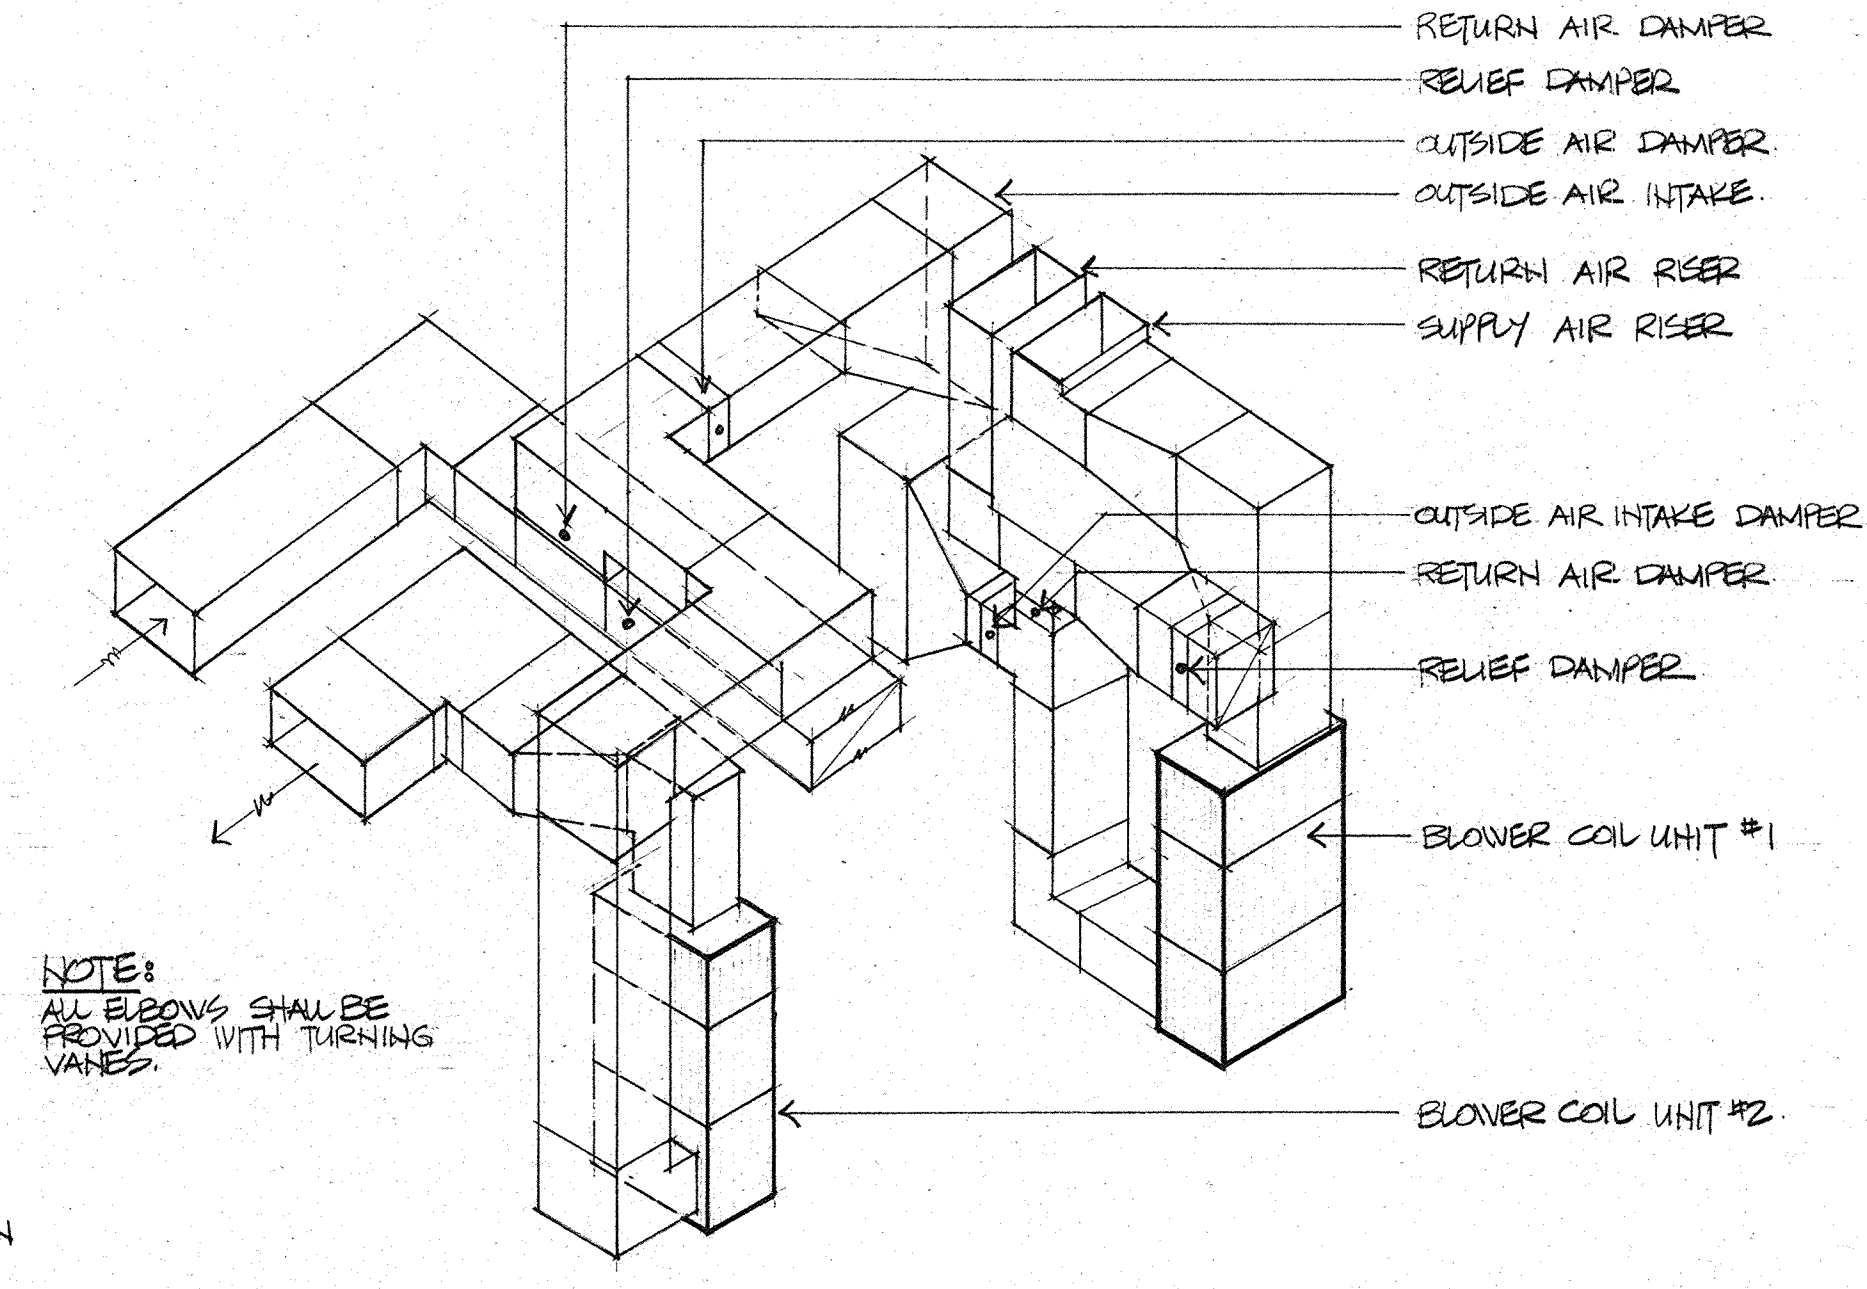 RETURN AIR DAMPER
RELIEF DAMPER
OUTSIDE AIR DAMPER.
OUTSIDE AIR INTAKE.
RETURN AIR RISER
SUPPLY AIR RISER
OUTSIDE AIR INTAKE DAMPER
RETURN AIR DAMPER
RELIEF DAMPER
BLOWER COIL UNIT #1
BLOWER COIL UNIT #2.
NOTE:
ALL ELBOWS SHALL BE
PROVIDED WITH TURNING
VANES.